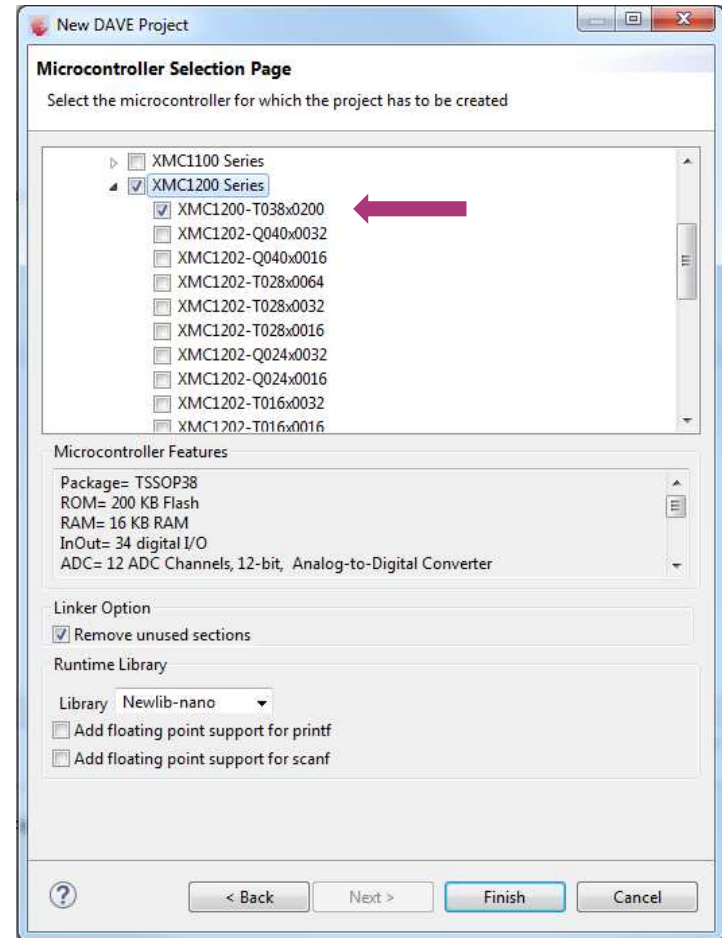 New DAVE Project
Microcontroller Selection Page
Select the microcontroller for which the project has to be created
XMC1100 Series
XMC1200 Series
XMC1200-T038x0200
XMC1202-Q040x0032
XMC1202-Q040x0016
XMC1202-T028x0064
XMC1202-T028x0032
XMC1202-T028x0016
XMC1202-Q024x0032
XMC1202-Q024x0016
XMC1202-T016x0032
XMC1202-T016x0016
Microcontroller Features
Package= TSSOP38
ROM= 200 KB Flash
RAM= 16 KB RAM
InOut= 34 digital I/O
ADC= 12 ADC Channels, 12-bit, Analog-to-Digital Converter
Linker Option
Remove unused sections
Runtime Library
Library Newlib-nano
Add floating point support for printf
Add floating point support for scanf
? < Back Next > Finish Cancel